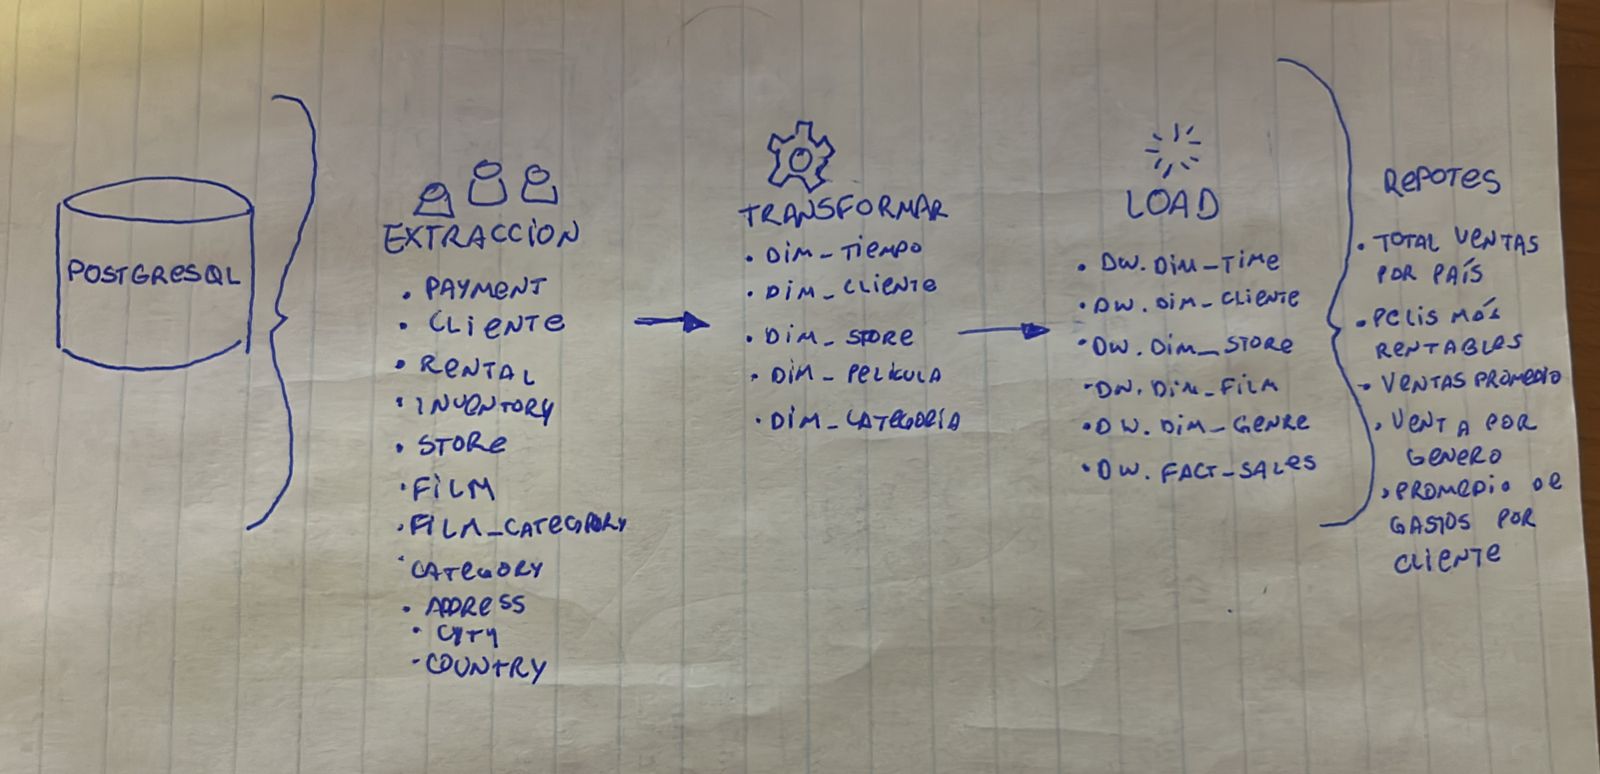 POSTGRESQL
EXTRACCION
• PAYMENT
• CLIENTE
• RENTAL
• INVENTORY
• STORE
• FILM
• FILM_CATEGORY
• CATEGORY
• ADDRESS
• CITY
• COUNTRY
TRANSFORMAR
• DIM_TIEMPO
• DIM_CLIENTE
• DIM_STORE
• DIM_PELÍCULA
• DIM_CATEGORÍA
LOAD
• DW.DIM_TIME
• DW.DIM_CLIENTE
• DW.DIM_STORE
• DW.DIM_FILM
• DW.DIM_GENRE
• DW.FACT_SALES
REPOTES
• TOTAL VENTAS
POR PAÍS
• PELIS MÁS
RENTABLES
• VENTAS PROMEDIO
• VENTA POR
GENERO
• PROMEDIO DE
GASTOS POR
CLIENTE